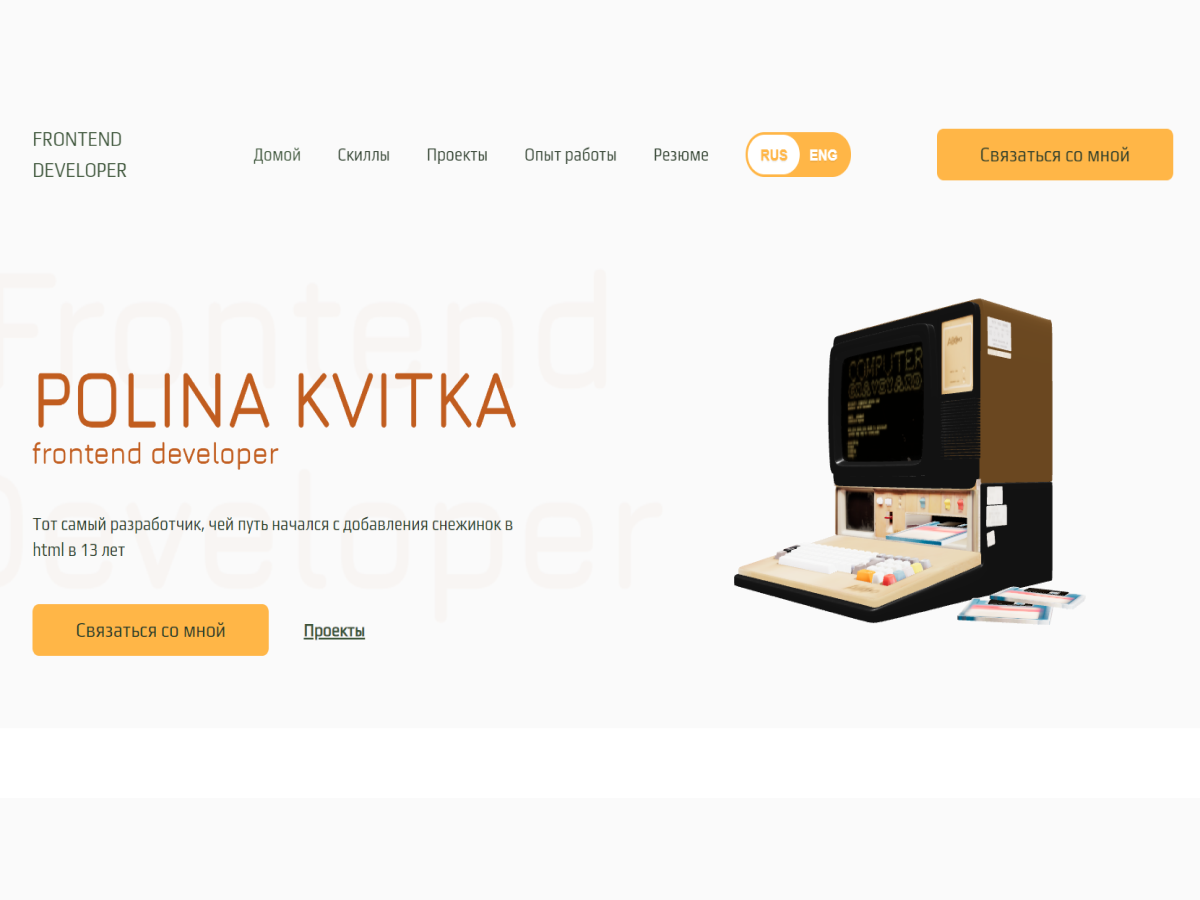 FRONTEND
DEVELOPER
Домой
Скиллы
Проекты
Опыт работы
Резюме
RUS
ENG
Связаться со мной
Frontend
Developer
POLINA KVITKA
frontend developer
Тот самый разработчик, чей путь начался с добавления снежинок в
html в 13 лет
Связаться со мной
Проекты
COMPUTER
GRAVEYARD